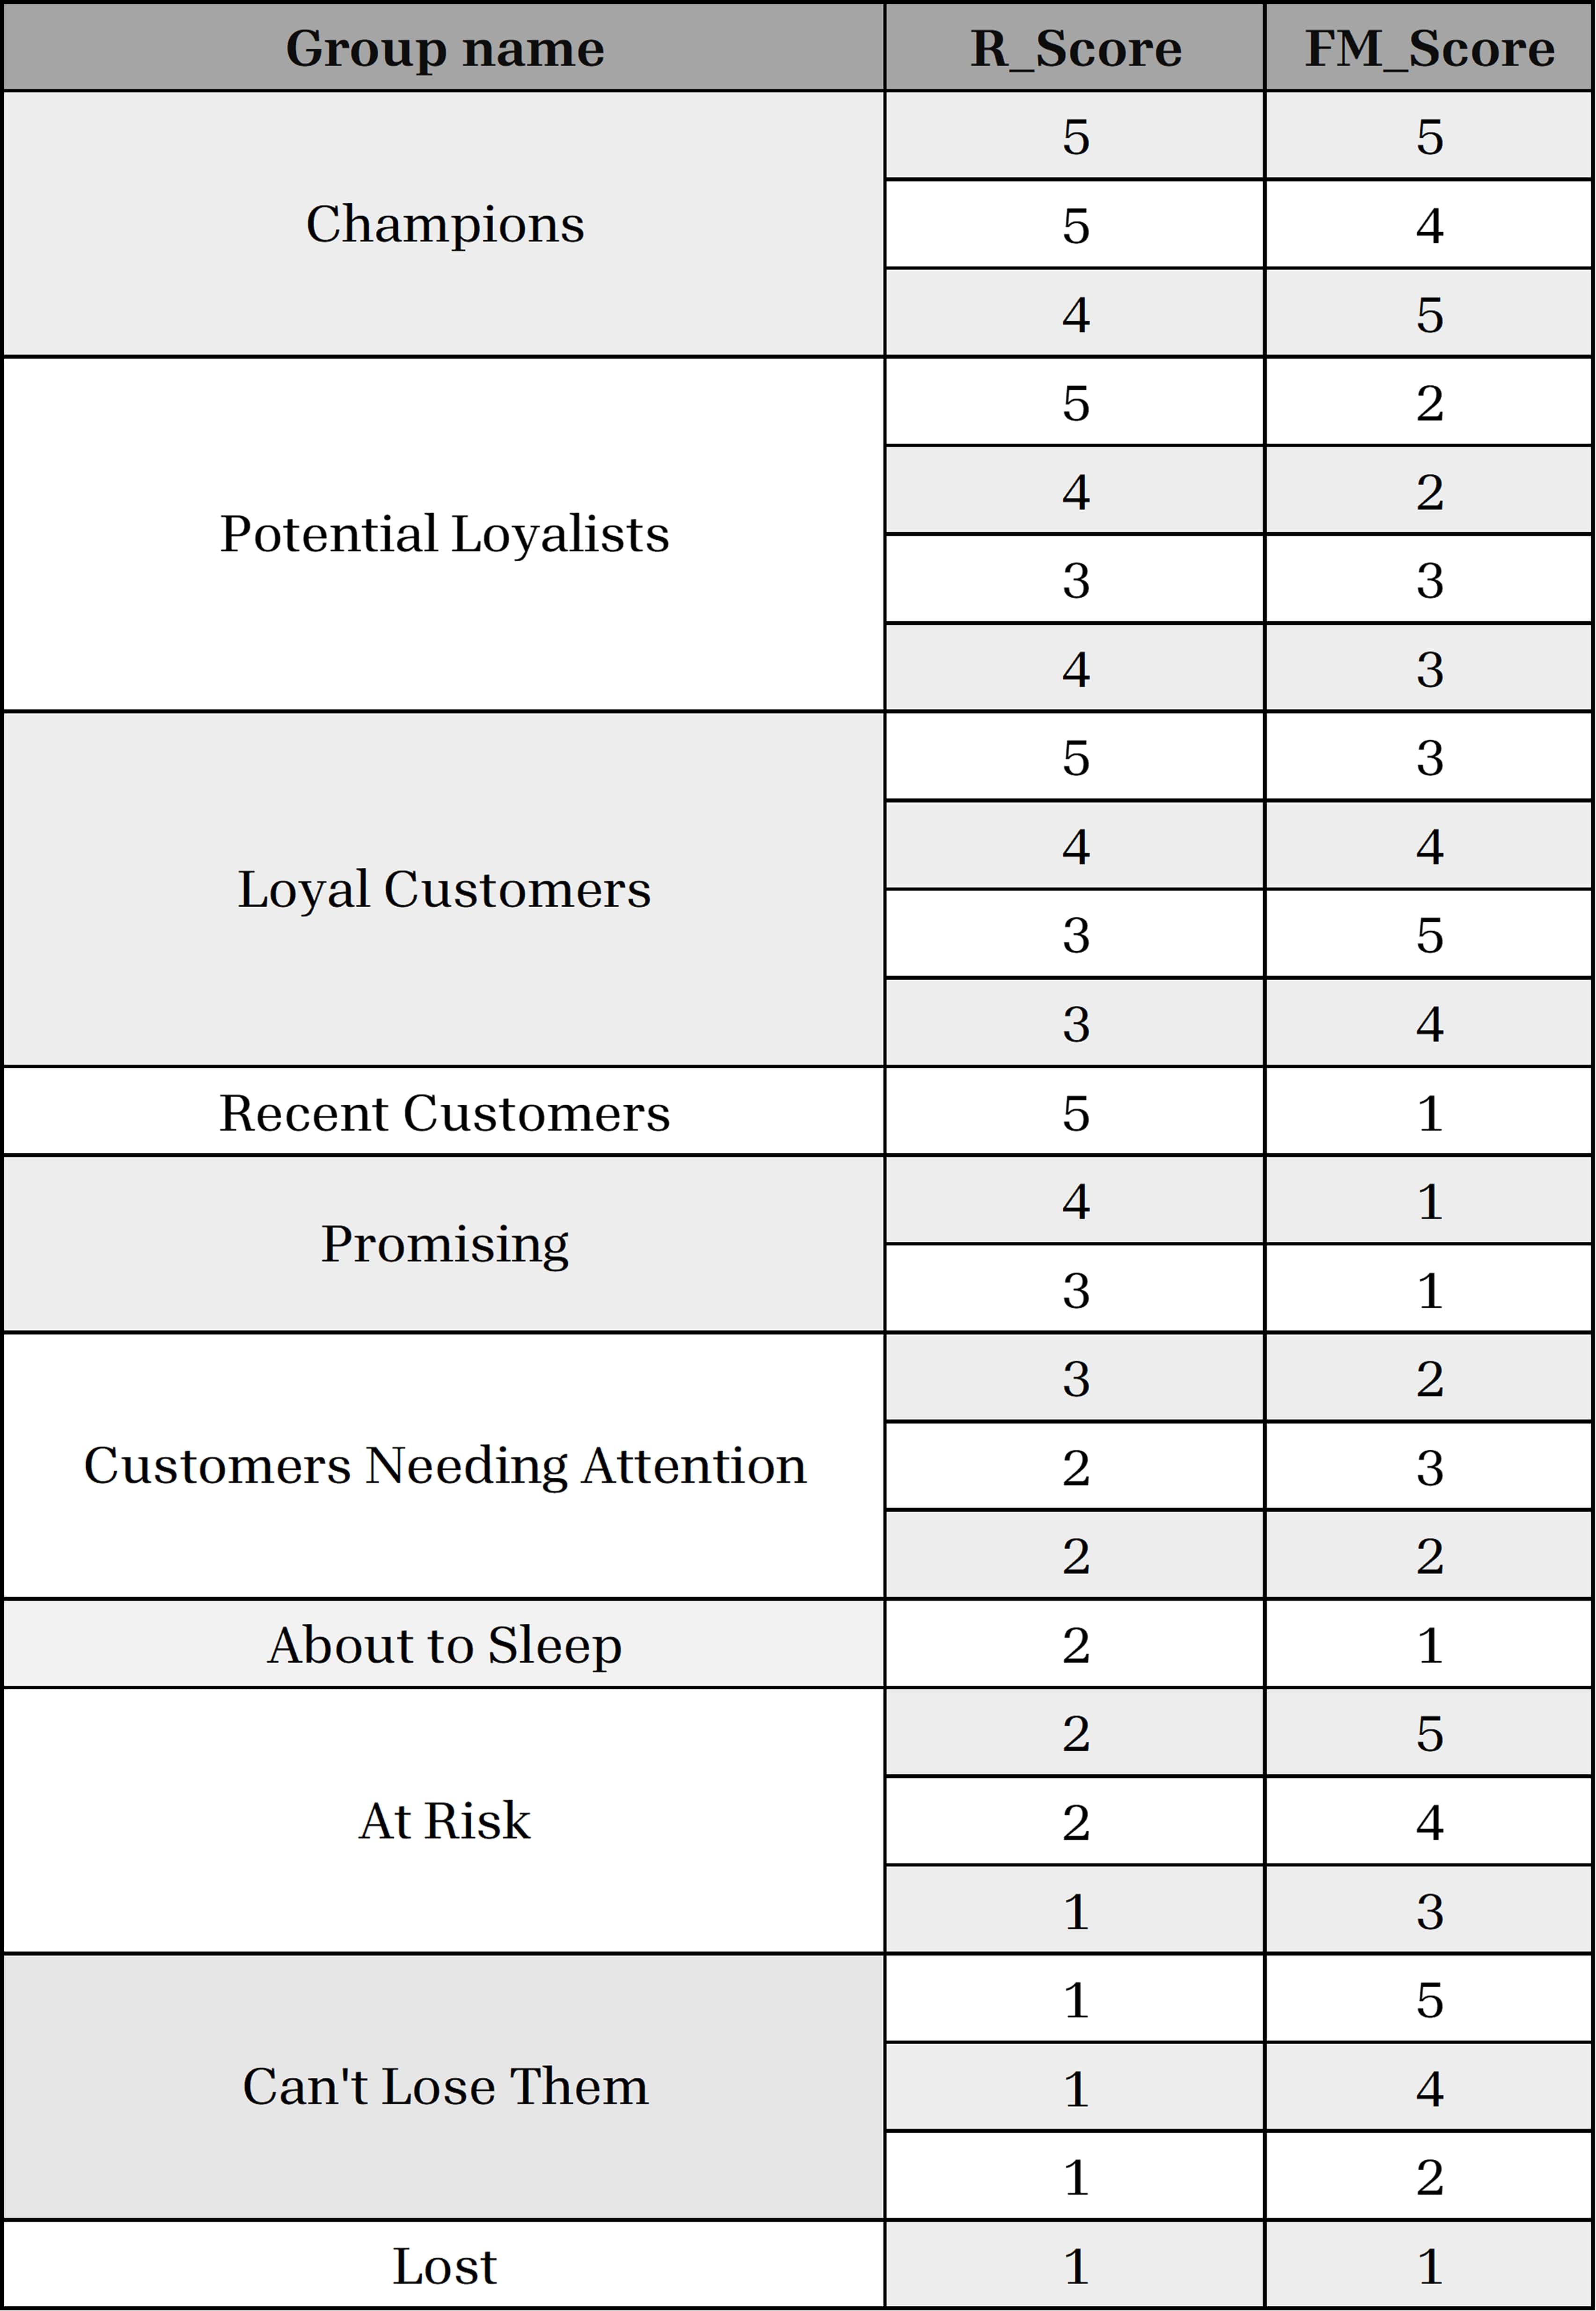 Group name R_Score FM_Score
Champions
5 5
5 4
4 5
Potential Loyalists
5 2
4 2
3 3
4 3
Loyal Customers
5 3
4 4
3 5
3 4
Recent Customers 5 1
Promising
4 1
3 1
Customers Needing Attention
3 2
2 3
2 2
About to Sleep 2 1
At Risk
2 5
2 4
1 3
Can't Lose Them
1 5
1 4
1 2
Lost 1 1